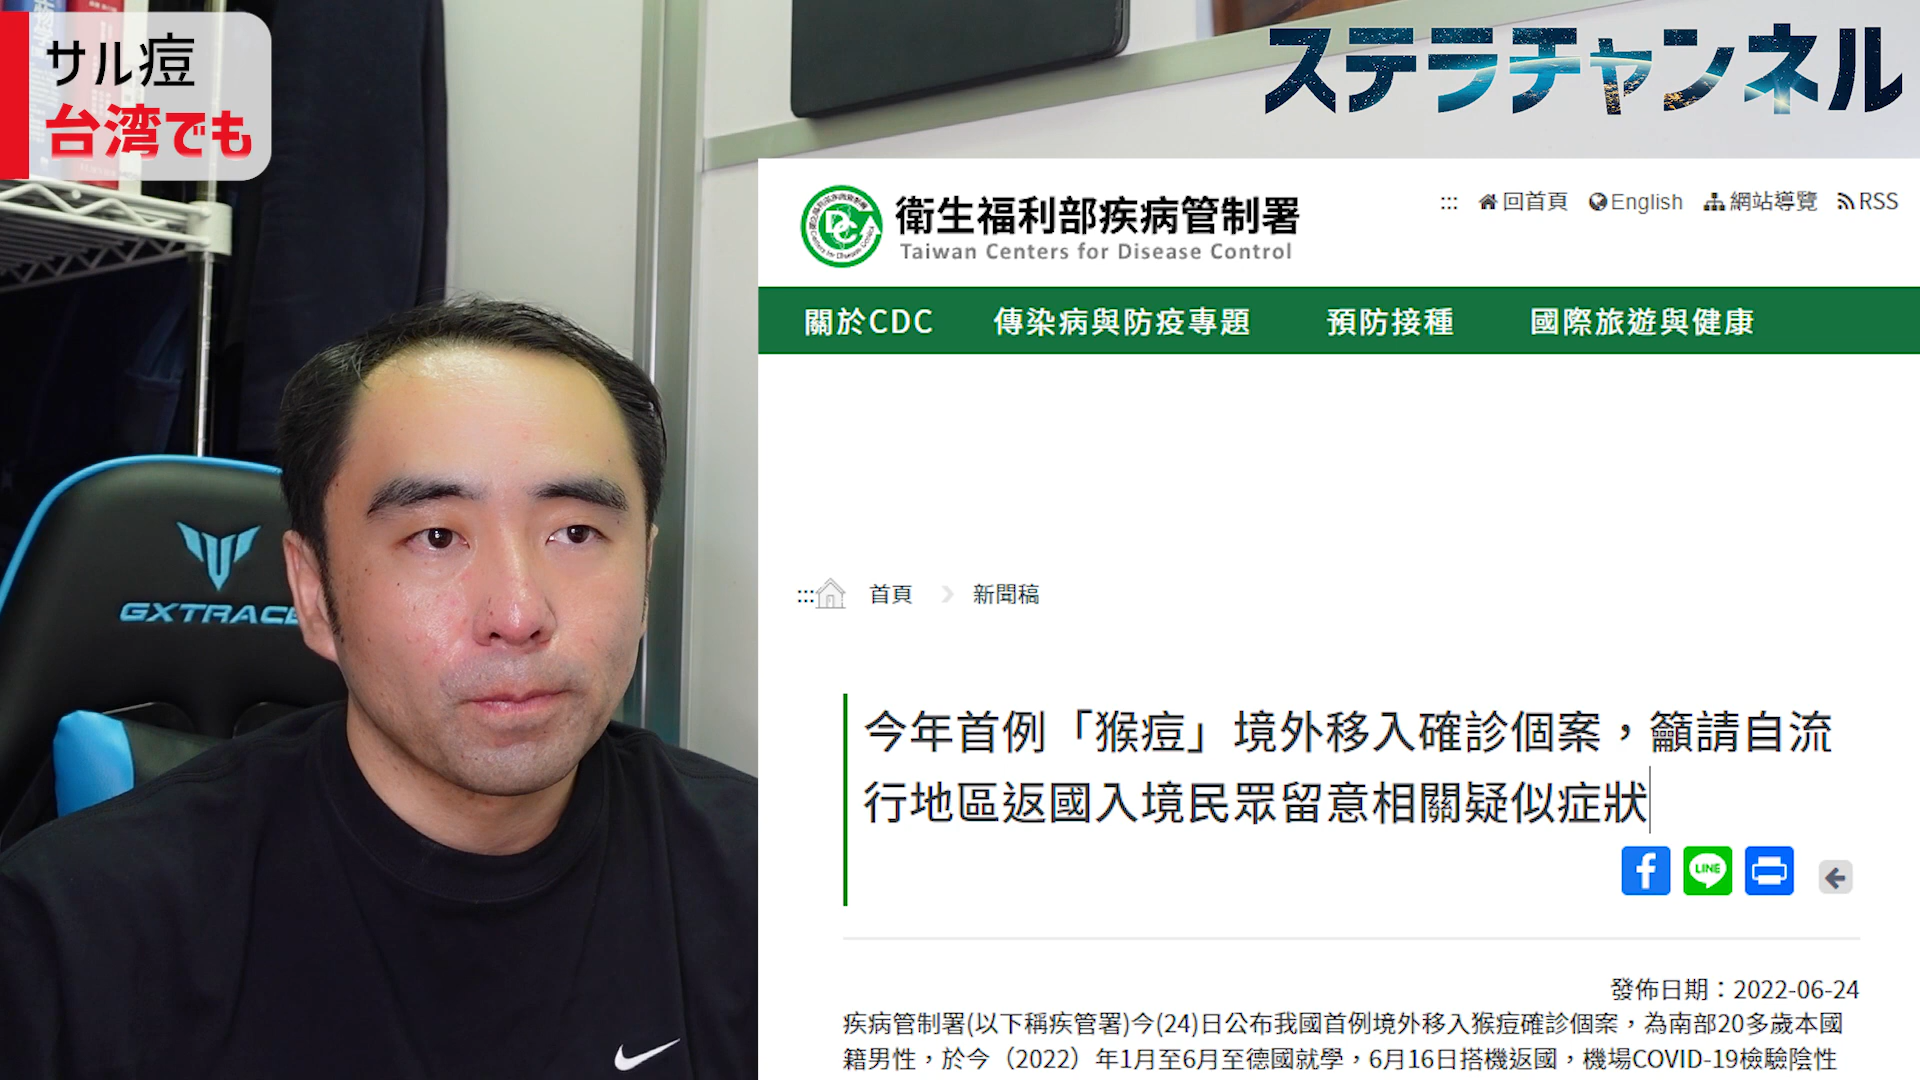 サル痘
台湾でも
ステラチャンネル
衛生福利部疾病管制署
Taiwan Centers for Disease Control
::: 回首頁 English 網站導覽 RSS
關於CDC 傳染病與防疫專題 預防接種 國際旅遊與健康
::: 首頁 新聞稿
今年首例「猴痘」境外移入確診個案，籲請自流
行地區返國入境民眾留意相關疑似症狀
LINE
發佈日期：2022-06-24
疾病管制署(以下稱疾管署)今(24)日公布我國首例境外移入猴痘確診個案，為南部20多歲本國
籍男性，於今（2022）年1月至6月至德國就學，6月16日搭機返國，機場COVID-19檢驗陰性
GXTRACE